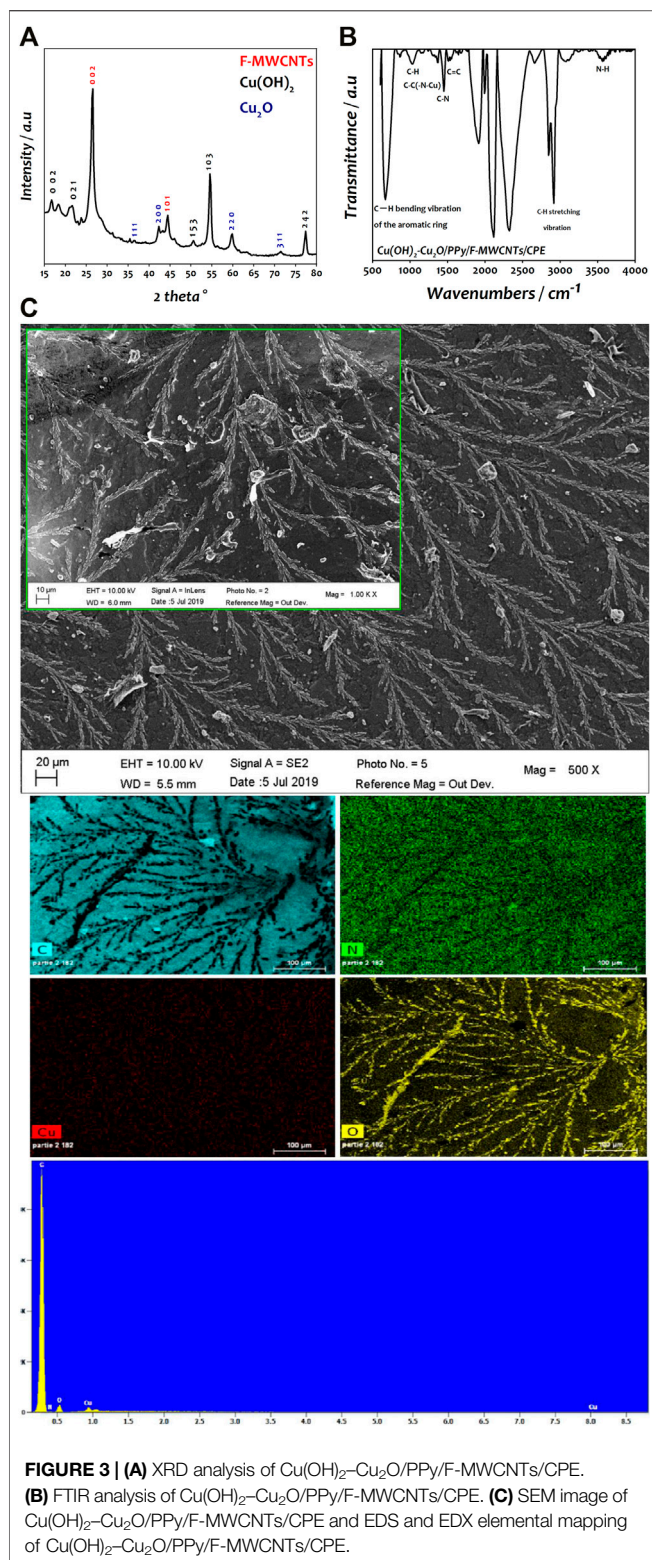 A
F-MWCNTs
Cu(OH)2
Cu2O
Intensity / a.u
0 0 2
0 2 1
0 0 2
1 1 1
2 0 0
1 0 1
1 5 3
1 0 3
2 2 0
3 1 1
2 4 2
15 20 25 30 35 40 45 50 55 60 65 70 75 80
2 theta°
B
Transmittance / a.u
C-H
C-C(-N-Cu)
C=C
C-N
N-H
C—H bending vibration
of the aromatic ring
C-H stretching
vibration
Cu(OH)2-Cu2O/PPy/F-MWCNTs/CPE
500 1000 1500 2000 2500 3000 3500 4000
Wavenumbers / cm-1
C
10 µm
EHT = 10.00 kV Signal A = InLens Photo No. = 2 Mag = 1.00 K X
WD = 6.0 mm Date :5 Jul 2019 Reference Mag = Out Dev.
20 µm
EHT = 10.00 kV Signal A = SE2 Photo No. = 5 Mag = 500 X
WD = 5.5 mm Date :5 Jul 2019 Reference Mag = Out Dev.
C
partie 2 182
100 µm
N
partie 2 182
100 µm
Cu
partie 2 182
100 µm
O
partie 2 182
100 µm
C
N O Cu Cu
0.5 1.0 1.5 2.0 2.5 3.0 3.5 4.0 4.5 5.0 5.5 6.0 6.5 7.0 7.5 8.0 8.5
FIGURE 3 | (A) XRD analysis of Cu(OH)2–Cu2O/PPy/F-MWCNTs/CPE.
(B) FTIR analysis of Cu(OH)2–Cu2O/PPy/F-MWCNTs/CPE. (C) SEM image of
Cu(OH)2–Cu2O/PPy/F-MWCNTs/CPE and EDS and EDX elemental mapping
of Cu(OH)2–Cu2O/PPy/F-MWCNTs/CPE.